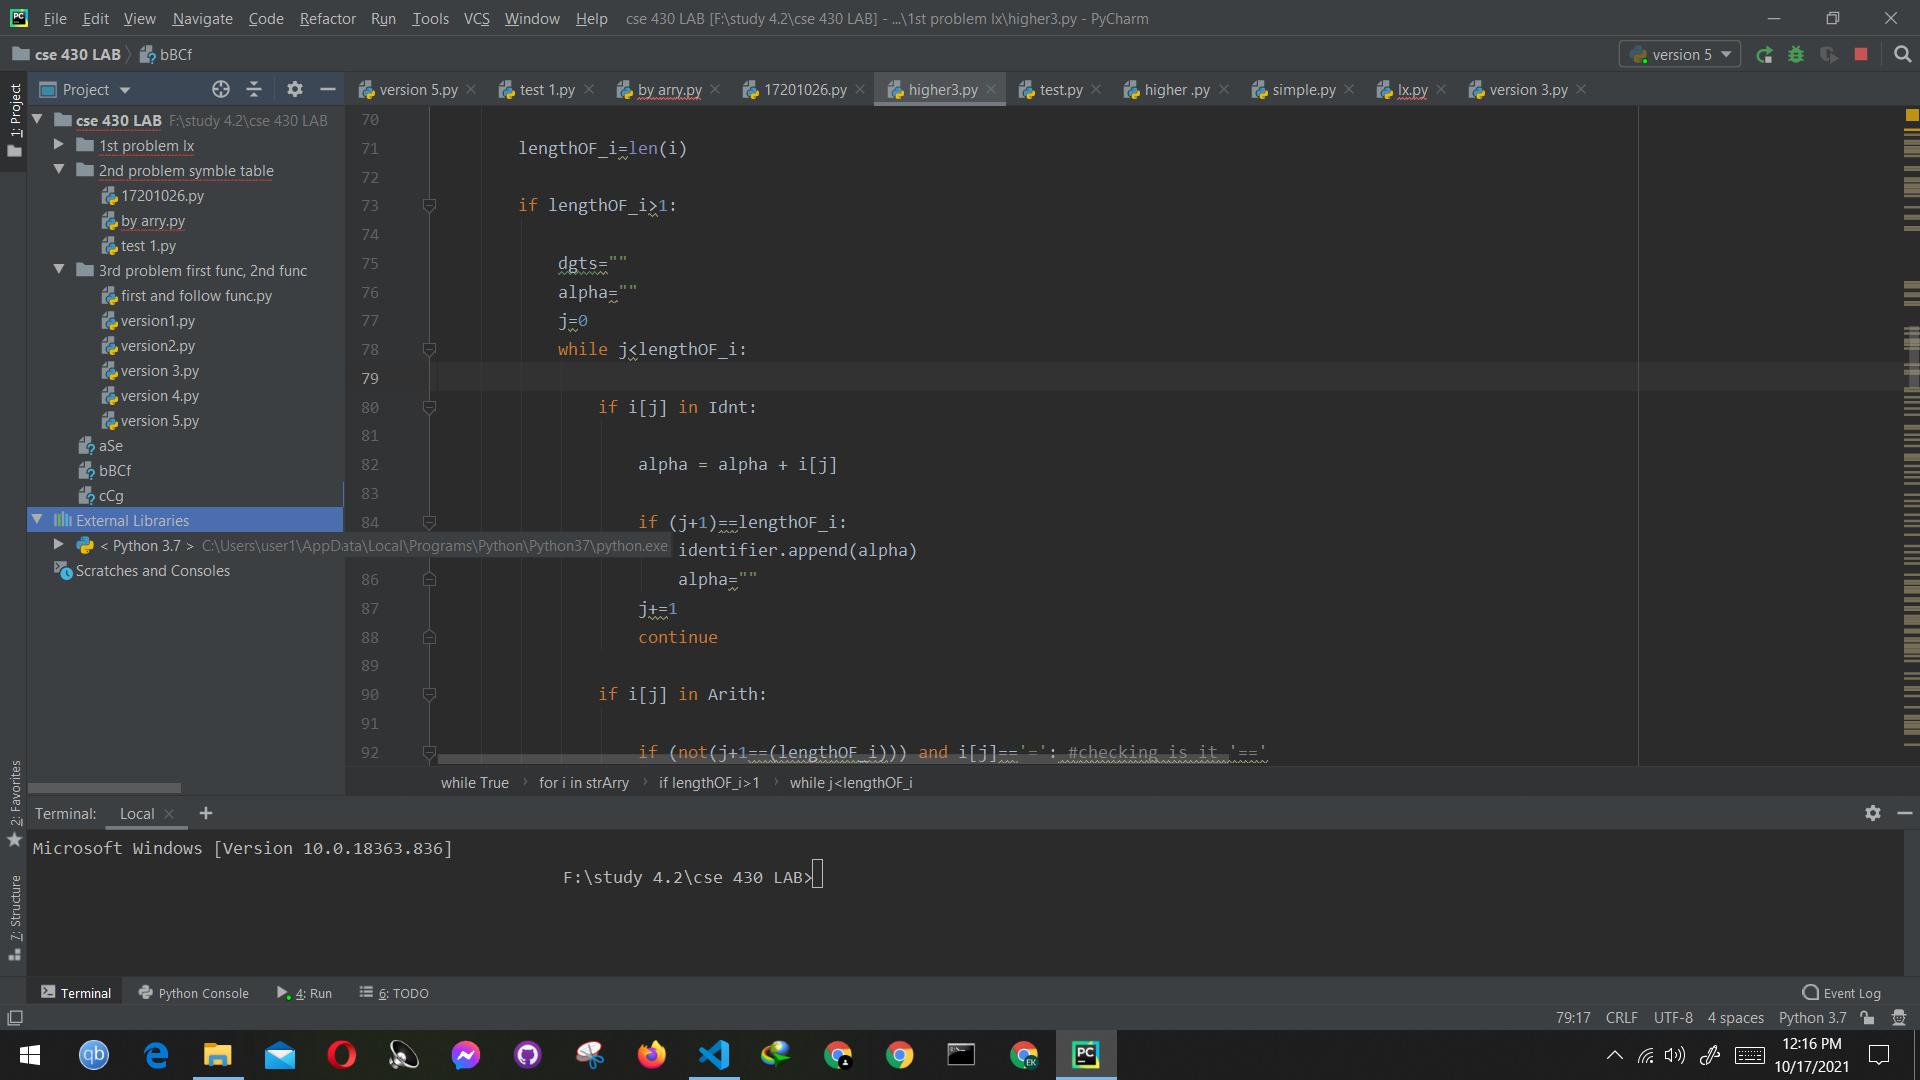 File Edit View Navigate Code Refactor Run Tools VCS Window Help cse 430 LAB [F:\study 4.2\cse 430 LAB] - ...\1st problem lx\higher3.py - PyCharm
cse 430 LAB bBCf version 5
Project version 5.py test 1.py by arry.py 17201026.py higher3.py test.py higher .py simple.py lx.py version 3.py
1: Project
cse 430 LAB F:\study 4.2\cse 430 LAB
1st problem lx
2nd problem symble table
17201026.py
by arry.py
test 1.py
3rd problem first func, 2nd func
first and follow func.py
version1.py
version2.py
version 3.py
version 4.py
version 5.py
aSe
bBCf
cCg
External Libraries
< Python 3.7 > C:\Users\user1\AppData\Local\Programs\Python\Python37\python.exe
Scratches and Consoles
70
71 lengthOF_i=len(i)
72
73 if lengthOF_i>1:
74
75 dgts=""
76 alpha=""
77 j=0
78 while j<lengthOF_i:
79
80 if i[j] in Idnt:
81
82 alpha = alpha + i[j]
83
84 if (j+1)==lengthOF_i:
identifier.append(alpha)
86 alpha=""
87 j+=1
88 continue
89
90 if i[j] in Arith:
91
92 if (not(j+1==(lengthOF_i))) and i[j]=='=': #checking is it '=='
while True for i in strArry if lengthOF_i>1 while j<lengthOF_i
2: Favorites
7: Structure
Terminal: Local +
Microsoft Windows [Version 10.0.18363.836]
F:\study 4.2\cse 430 LAB>
Terminal Python Console 4: Run 6: TODO Event Log
79:17 CRLF UTF-8 4 spaces Python 3.7
12:16 PM
10/17/2021